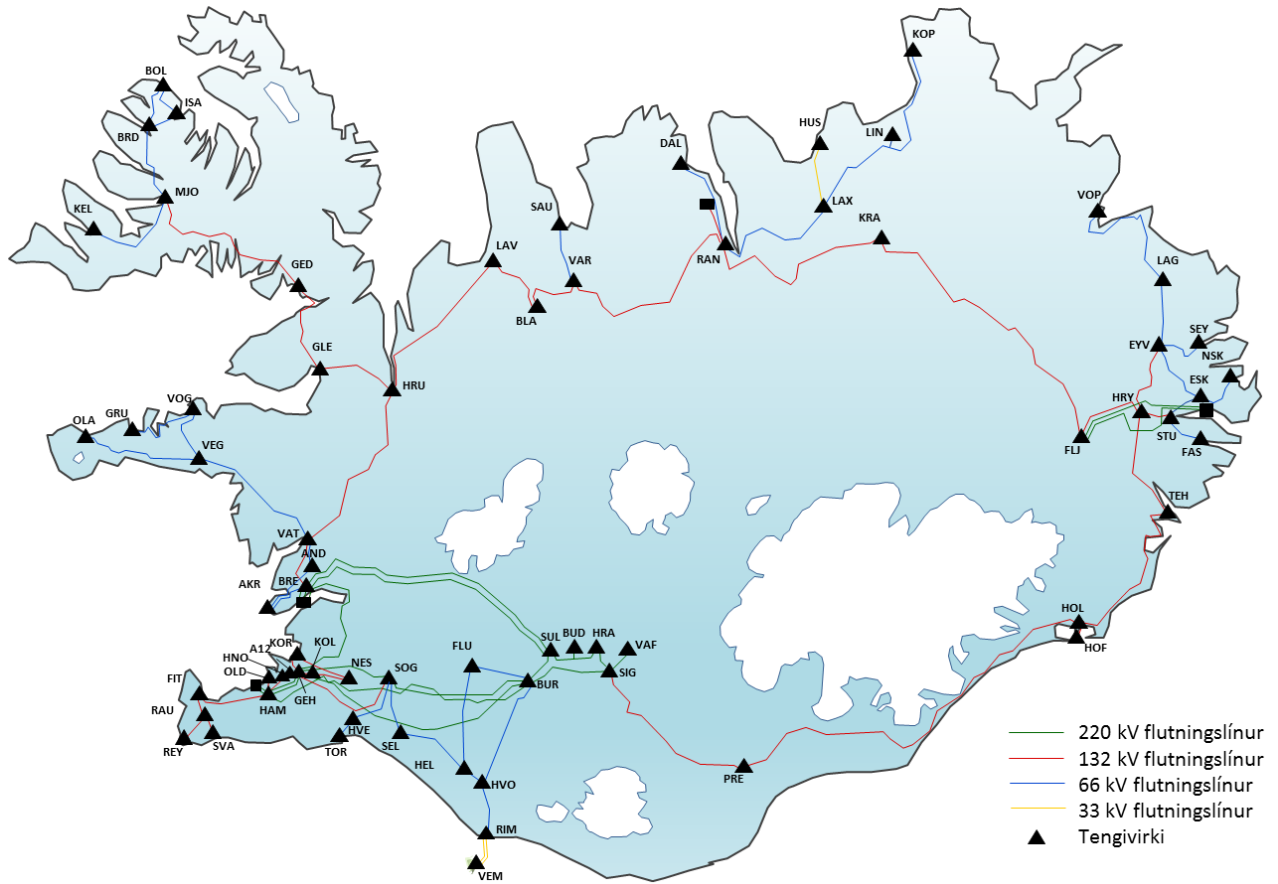 KOP
BOL
ISA
BRD
HUS
LIN
DAL
MJO
KEL
SAU
LAX
VOP
KRA
LAV
VAR
RAN
GED
LAG
BLA
SEY
EYV
NSK
GLE
HRU
ESK
VOG
GRU
OLA
HRY
VEG
STU
FLJ
FAS
TEH
VAT
AND
AKR
BRE
HOL
HOF
KOR
KOL
A12
HNO
OLD
SUL
BUD
HRA
VAF
FLU
NES
SOG
FIT
GEH
SIG
BUR
HAM
RAU
HVE
REY
SVA
TOR
SEL
HEL
HVO
PRE
RIM
VEM
220 kV flutningslínur
132 kV flutningslínur
66 kV flutningslínur
33 kV flutningslínur
Tengivirki